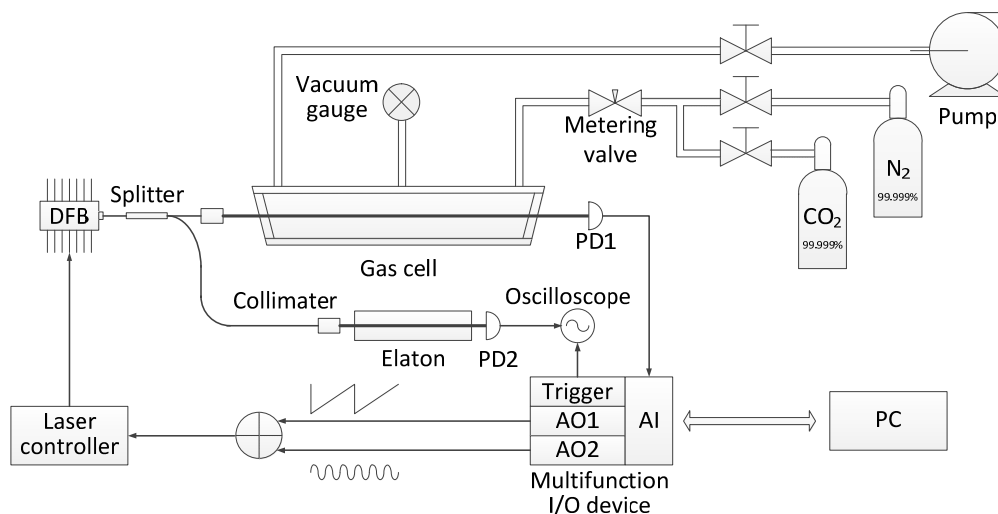 Vacuum
gauge
Metering
valve
Pump
N2
99.999%
CO2
99.999%
Splitter
DFB
PD1
Gas cell
Collimater
Oscilloscope
Elaton
PD2
Trigger
AO1
AO2
AI
PC
Laser
controller
Multifunction
I/O device